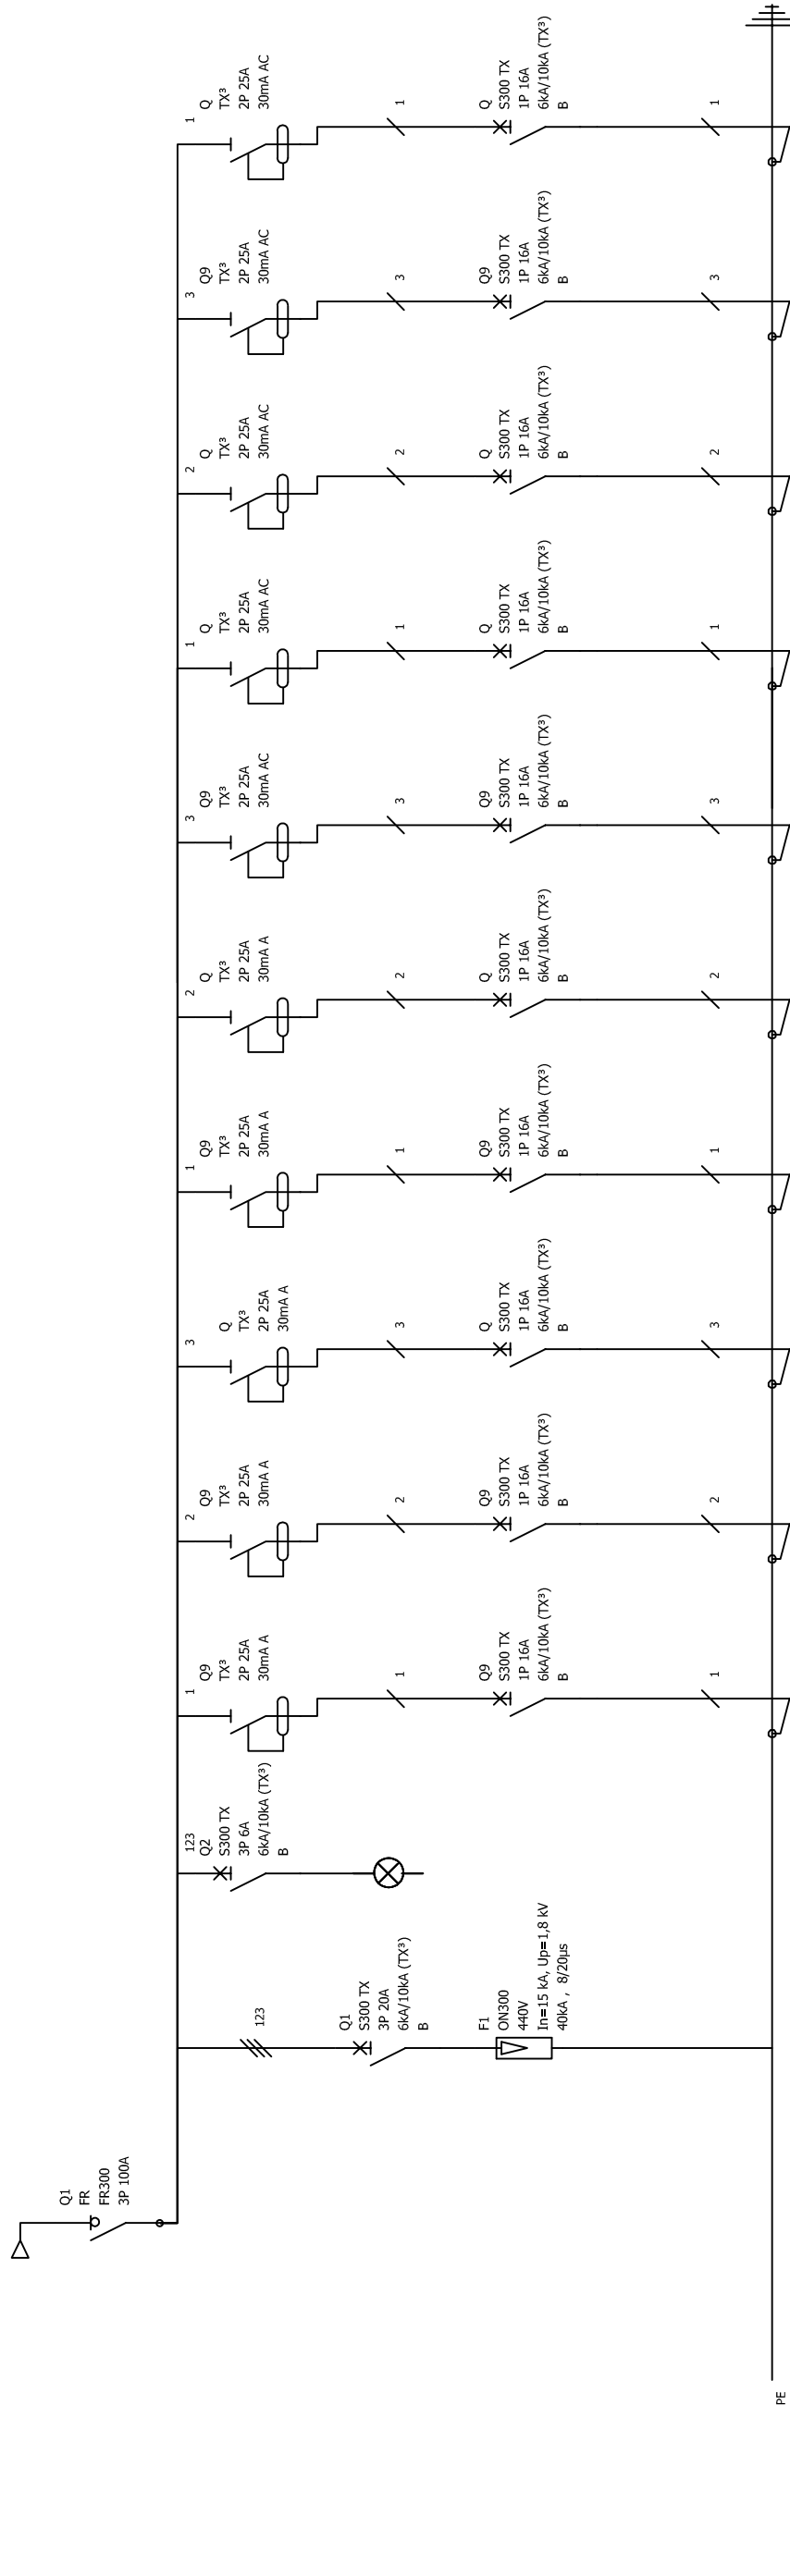 Q1
FR
FR300
3P 100A
123
Q1
S300 TX
3P 20A
6kA/10kA (TX³)
B
F1
ON300
440V
In=15 kA, Up=1,8 kV
40kA , 8/20µs
123
Q2
S300 TX
3P 6A
6kA/10kA (TX³)
B
1
Q9
TX³
2P 25A
30mA A
1
Q9
S300 TX
1P 16A
6kA/10kA (TX³)
B
1
2
Q9
TX³
2P 25A
30mA A
2
Q9
S300 TX
1P 16A
6kA/10kA (TX³)
B
2
3
Q
TX³
2P 25A
30mA A
3
Q
S300 TX
1P 16A
6kA/10kA (TX³)
B
3
1
Q9
TX³
2P 25A
30mA A
1
Q9
S300 TX
1P 16A
6kA/10kA (TX³)
B
1
2
Q
TX³
2P 25A
30mA A
2
Q
S300 TX
1P 16A
6kA/10kA (TX³)
B
2
3
Q9
TX³
2P 25A
30mA AC
3
Q9
S300 TX
1P 16A
6kA/10kA (TX³)
B
3
1
Q
TX³
2P 25A
30mA AC
1
Q
S300 TX
1P 16A
6kA/10kA (TX³)
B
1
2
Q
TX³
2P 25A
30mA AC
2
Q
S300 TX
1P 16A
6kA/10kA (TX³)
B
2
3
Q9
TX³
2P 25A
30mA AC
3
Q9
S300 TX
1P 16A
6kA/10kA (TX³)
B
3
1
Q
TX³
2P 25A
30mA AC
1
Q
S300 TX
1P 16A
6kA/10kA (TX³)
B
1
PE